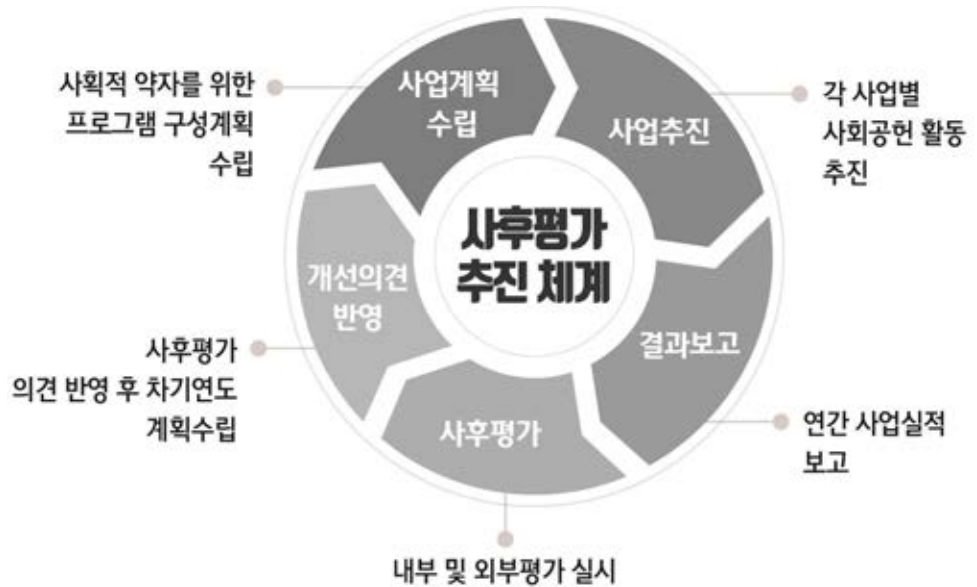 사획적 약자를 위한
프로그램 구성계획
수립
사업계획
수립
사업추진
각 사업별
사회공헌 활동
추진
사후평가
추진 체계
개선의견
반영
결과보고
사후평가
의견 반영 후 차기연도
계획수립
사후평가
연간 사업실적
보고
내부 및 외부평가 실시